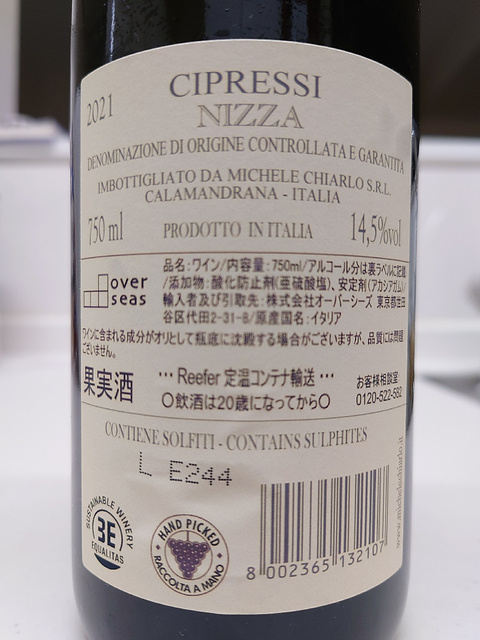 CIPRESSI
2021
NIZZA
DENOMINAZIONE DI ORIGINE CONTROLLATA E GARANTITA
IMBOTTIGLIATO DA MICHELE CHIARLO S.R.L.
CALAMANDRANA - ITALIA
750 ml PRODOTTO IN ITALIA 14,5%vol
over seas
品名:ワイン/内容量:750ml/アルコール分は裏ラベルに記載
/添加物:酸化防止剤(亜硫酸塩)、安定剤(アカシアガム)/
輸入者及び引取先:株式会社オーバーシーズ 東京都世田
谷区代田2-31-8/原産国名:イタリア
ワインに含まれる成分がオリとして瓶底に沈殿する場合がございますが、品質には問題
ございません。
果実酒
… Reefer 定温コンテナ輸送 …
○飲酒は20歳になってから○
お客様相談室
0120-522-582
CONTIENE SOLFITI - CONTAINS SULPHITES
L E244
SUSTAINABLE WINERY
3E
EQUALITAS
HAND PICKED
RACCOLTA A MANO
8 002365 132107
www.michelechiarlo.it